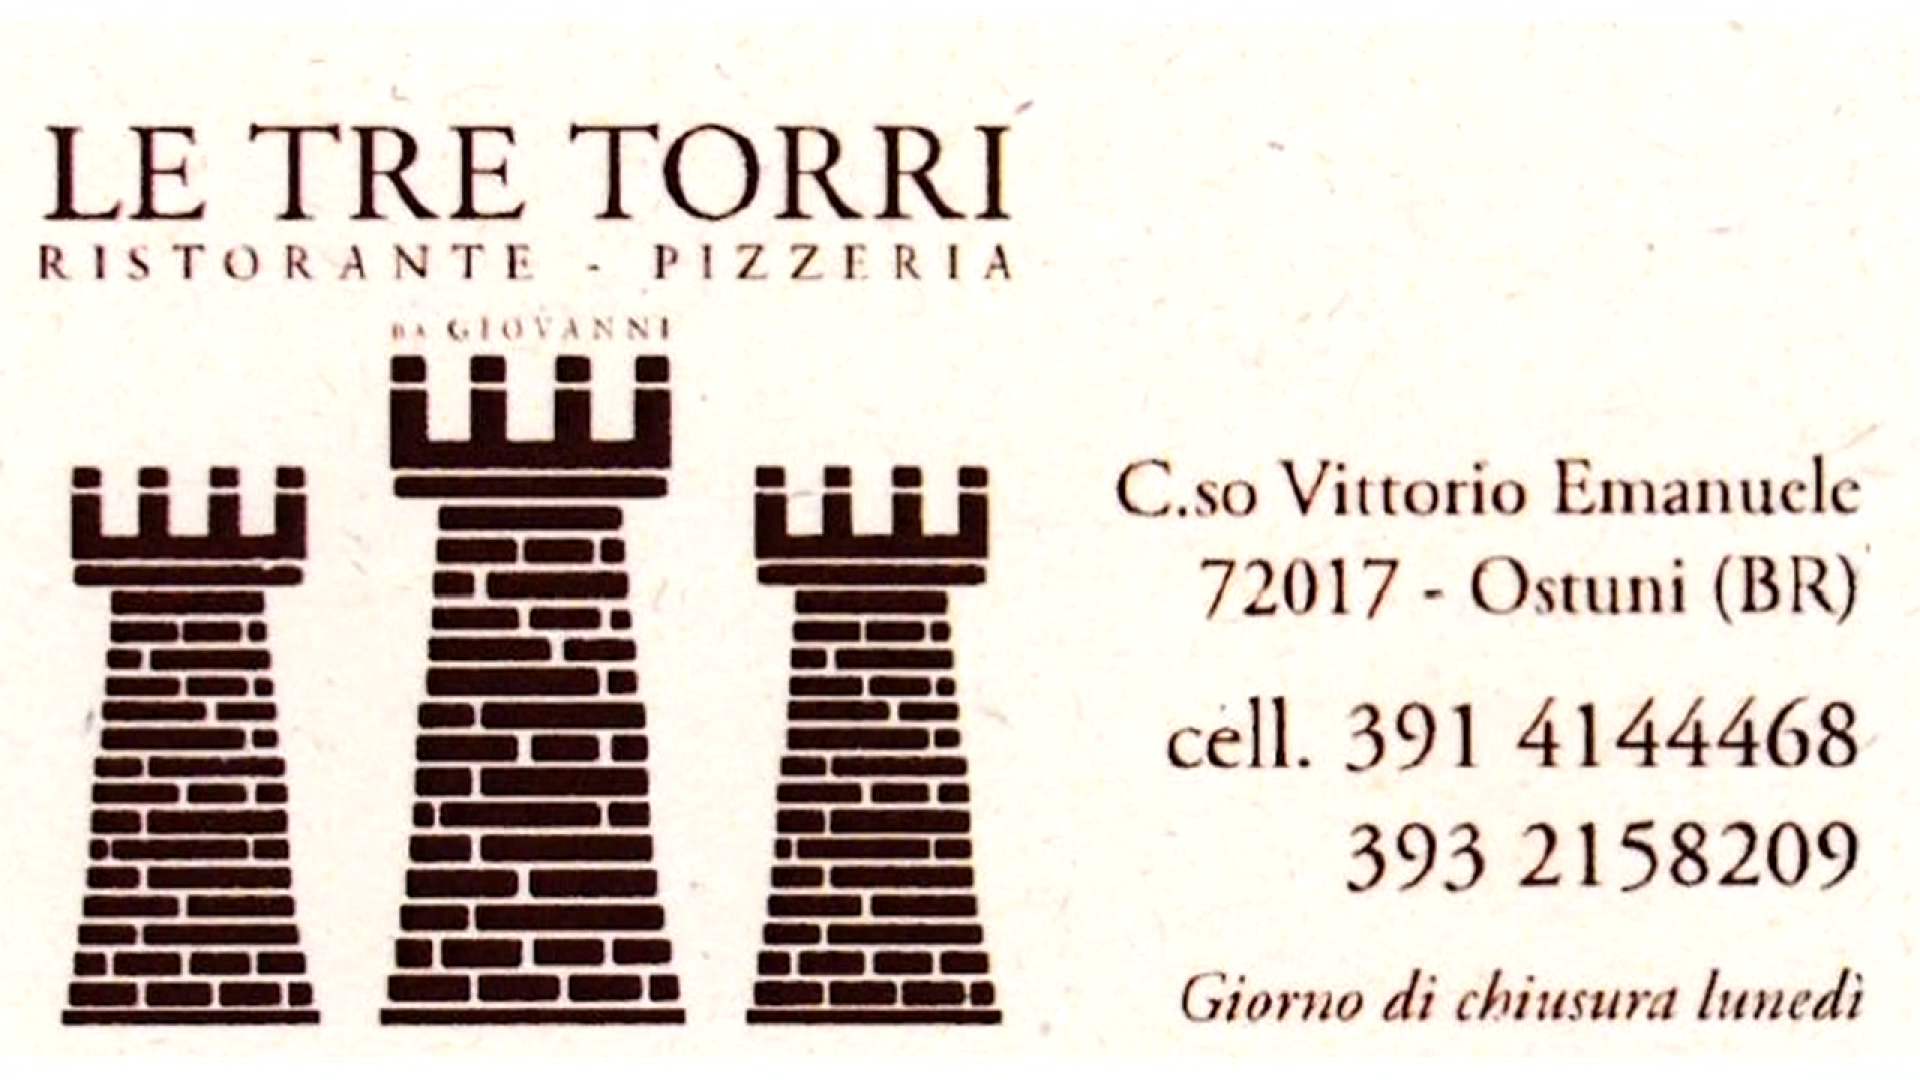 LE TRE TORRI
RISTORANTE - PIZZERIA
DA GIOVANNI
C.so Vittorio Emanuele
72017 - Ostuni (BR)
cell. 391 4144468
393 2158209
Giorno di chiusura lunedì